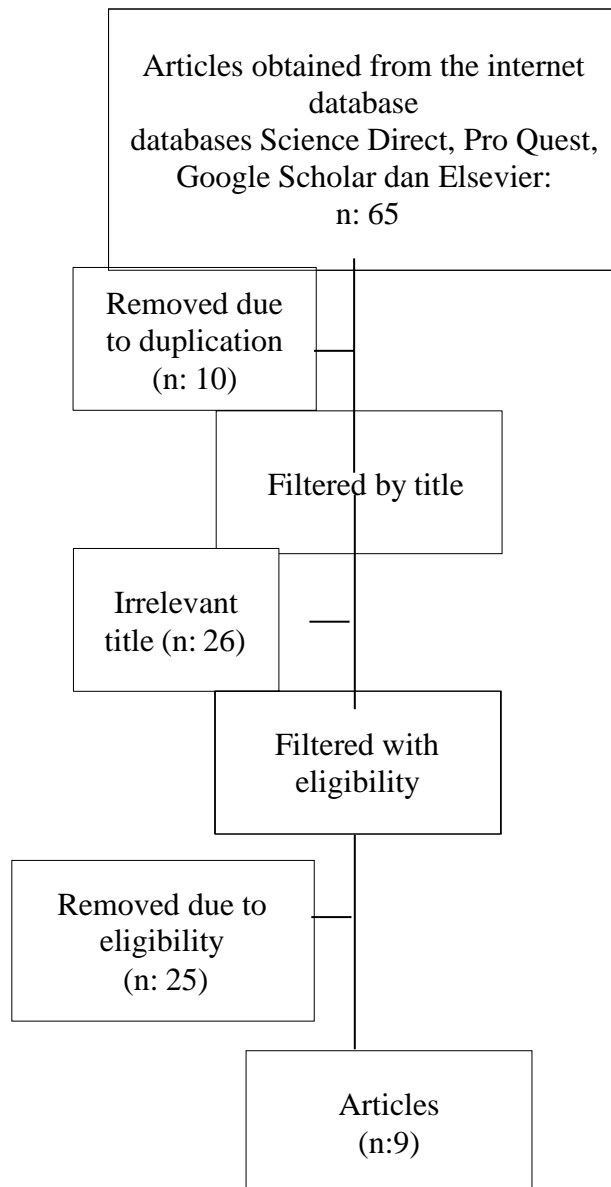 Articles obtained from the internet
database
databases Science Direct, Pro Quest,
Google Scholar dan Elsevier:
n: 65
Removed due
to duplication
(n: 10)
Filtered by title
Irrelevant
title (n: 26)
Filtered with
eligibility
Removed due to
eligibility
(n: 25)
Articles
(n:9)